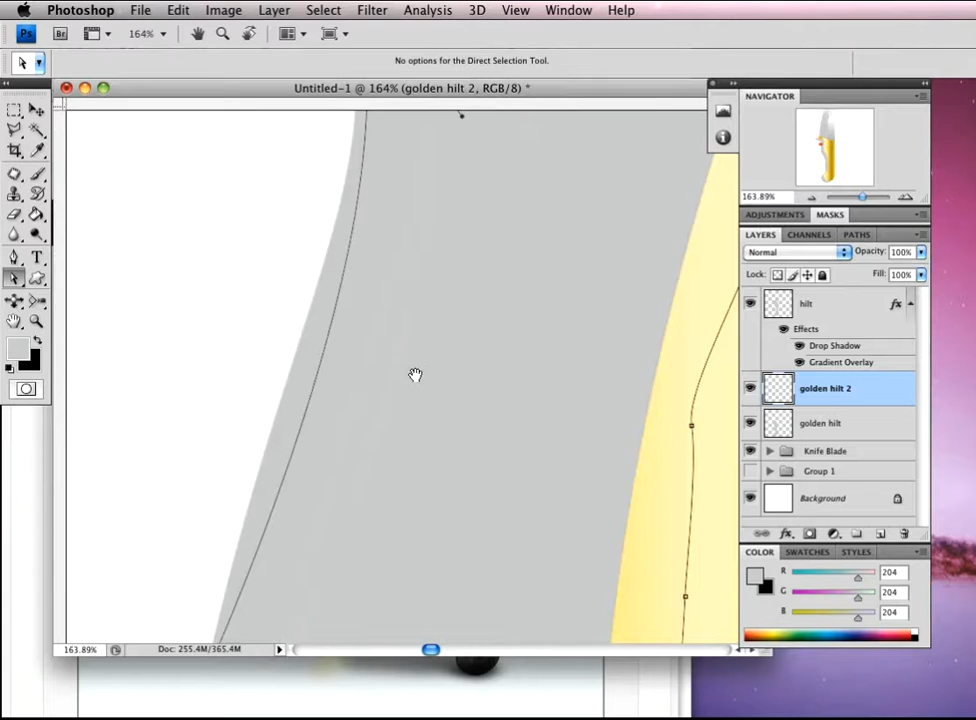 Photoshop File Edit Image Layer Select Filter Analysis 3D View Window Help
Ps Br 164%
No options for the Direct Selection Tool.
Untitled-1 @ 164% (golden hilt 2, RGB/8) *
NAVIGATOR
163.89%
ADJUSTMENTS MASKS
LAYERS CHANNELS PATHS
Normal Opacity: 100%
Lock: Fill: 100%
hilt fx
Effects
Drop Shadow
Gradient Overlay
golden hilt 2
golden hilt
Knife Blade
Group 1
Background
fx
COLOR SWATCHES STYLES
R 204
G 204
B 204
163.89% Doc: 255.4M/365.4M
T